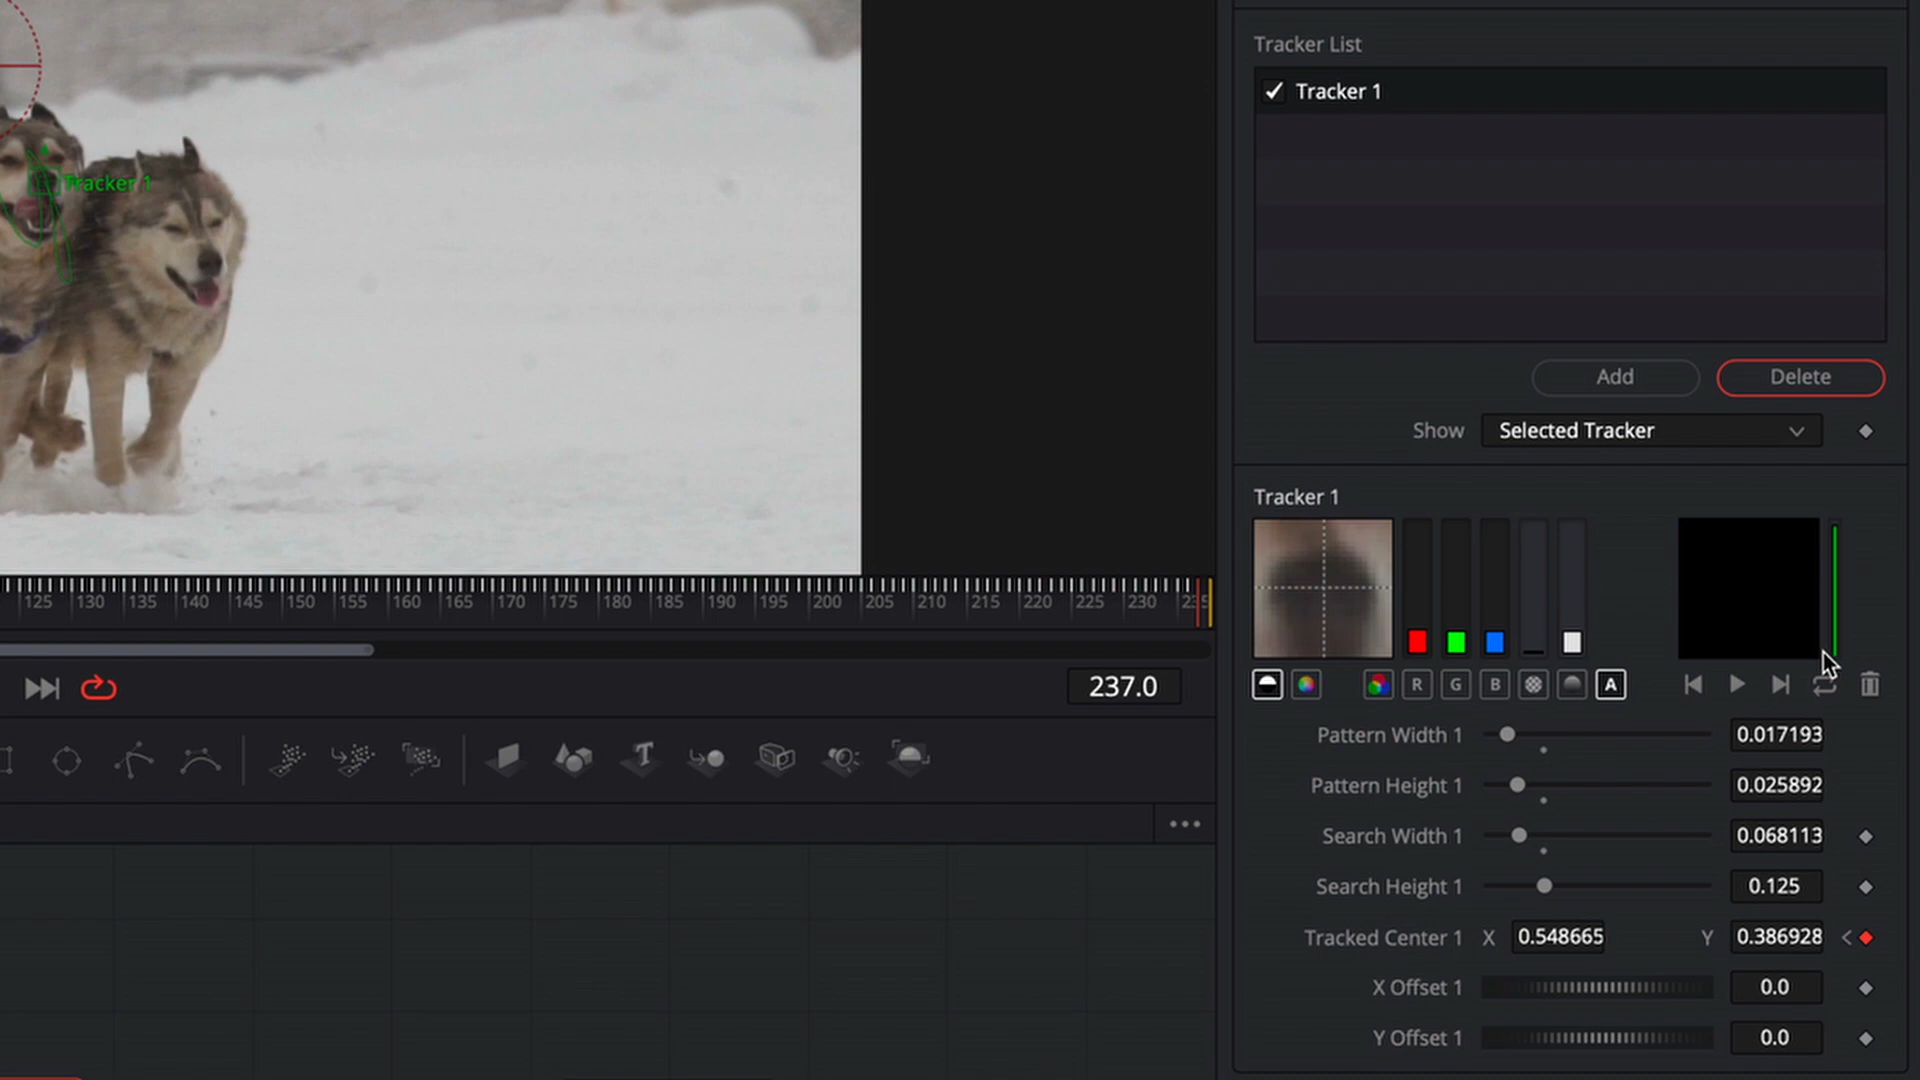 Tracker List
Tracker 1
Tracker 1
Add
Delete
Show
Selected Tracker
Tracker 1
125 130 135 140 145 150 155 160 165 170 175 180 185 190 195 200 205 210 215 220 225 230 235
237.0
R G B A
T
Pattern Width 1 0.017193
Pattern Height 1 0.025892
Search Width 1 0.068113
Search Height 1 0.125
Tracked Center 1 X 0.548665 Y 0.386928
X Offset 1 0.0
Y Offset 1 0.0